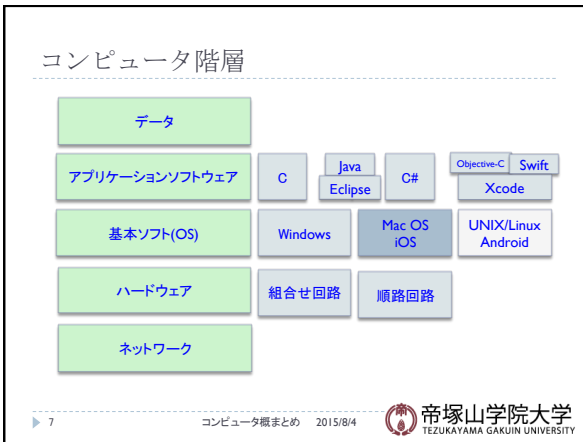 コンピュータ階層
データ
アプリケーションソフトウェア
C
Java
Eclipse
C#
Objective-C
Swift
Xcode
基本ソフト(OS)
Windows
Mac OS
iOS
UNIX/Linux
Android
ハードウェア
組合せ回路
順路回路
ネットワーク
7
コンピュータ概まとめ 2015/8/4
帝塚山学院大学
TEZUKAYAMA GAKUIN UNIVERSITY